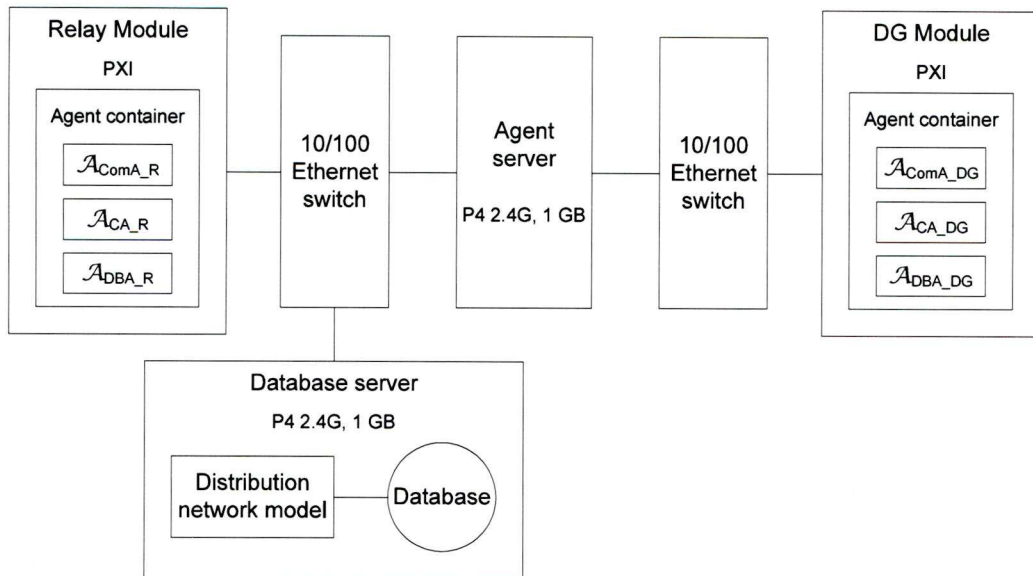 Relay Module
PXI
Agent container
𝒜ComA_R
𝒜CA_R
𝒜DBA_R
10/100
Ethernet
switch
Agent
server
P4 2.4G, 1 GB
10/100
Ethernet
switch
DG Module
PXI
Agent container
𝒜ComA_DG
𝒜CA_DG
𝒜DBA_DG
Database server
P4 2.4G, 1 GB
Distribution
network model
Database